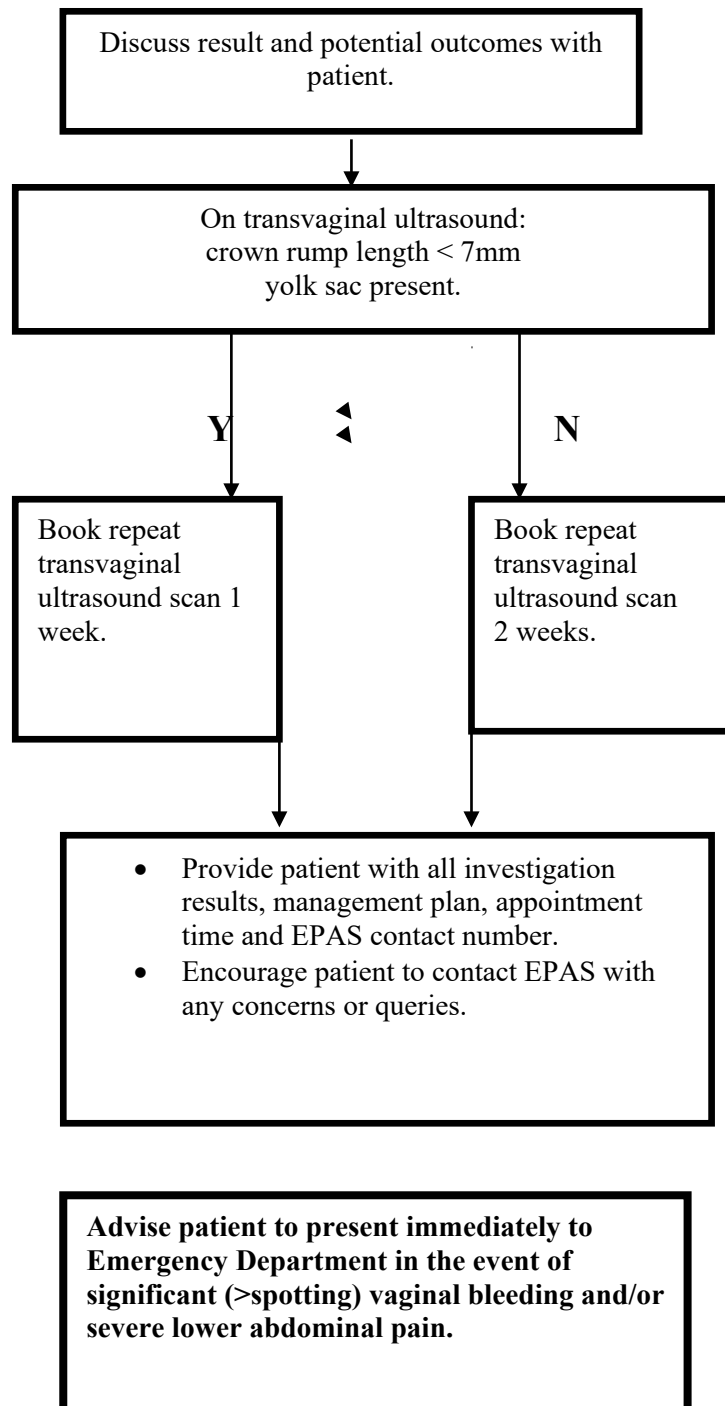 Discuss result and potential outcomes with
patient.
On transvaginal ultrasound:
crown rump length < 7mm
yolk sac present.
Y
N
Book repeat
transvaginal
ultrasound scan 1
week.
Book repeat
transvaginal
ultrasound scan
2 weeks.
• Provide patient with all investigation
results, management plan, appointment
time and EPAS contact number.
• Encourage patient to contact EPAS with
any concerns or queries.
Advise patient to present immediately to
Emergency Department in the event of
significant (>spotting) vaginal bleeding and/or
severe lower abdominal pain.